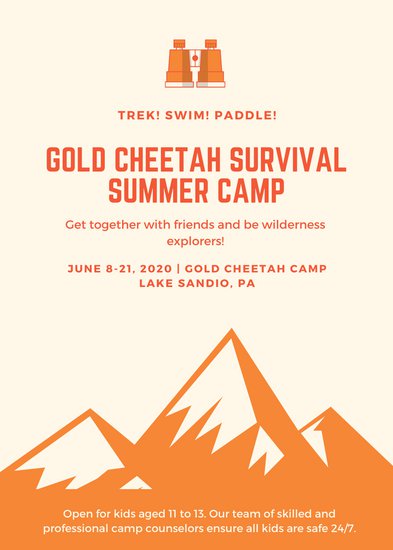 TREK! SWIM! PADDLE!
GOLD CHEETAH SURVIVAL
SUMMER CAMP
Get together with friends and be wilderness
explorers!
JUNE 8-21, 2020 | GOLD CHEETAH CAMP
LAKE SANDIO, PA
Open for kids aged 11 to 13. Our team of skilled and
professional camp counselors ensure all kids are safe 24/7.